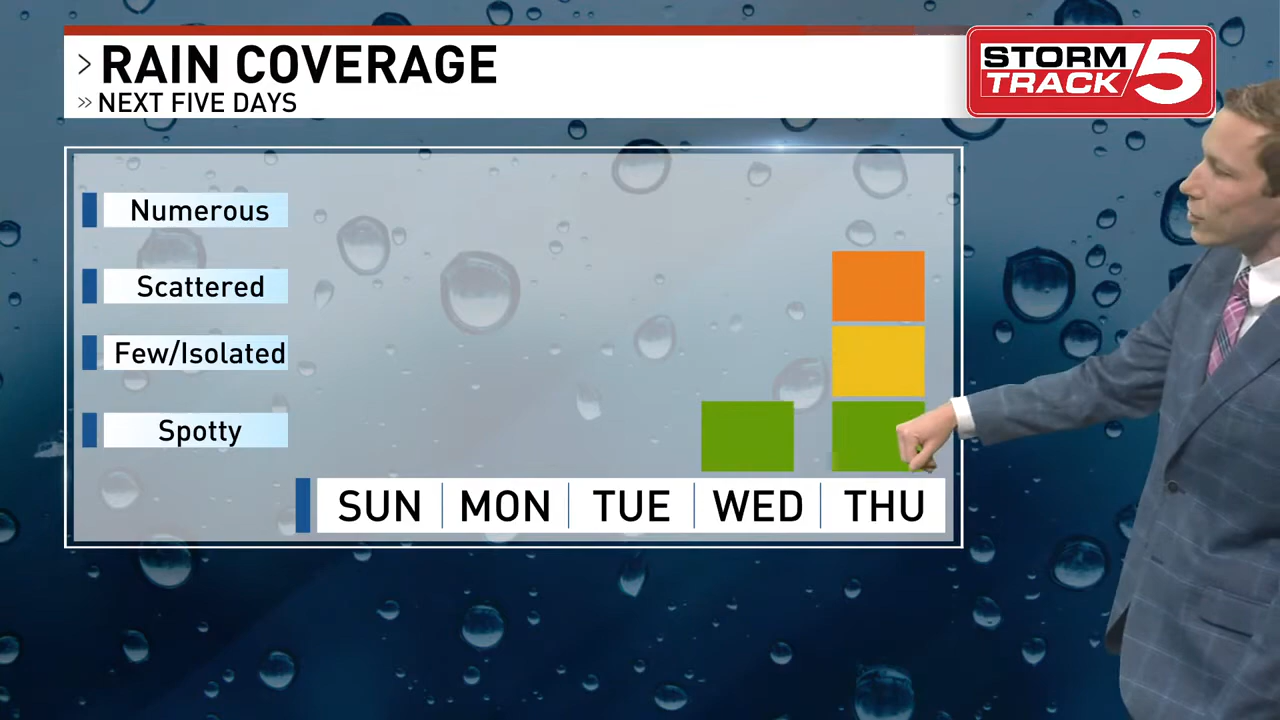 > RAIN COVERAGE
» NEXT FIVE DAYS
STORM
TRACK 5
Numerous
Scattered
Few/Isolated
Spotty
SUN MON TUE WED THU